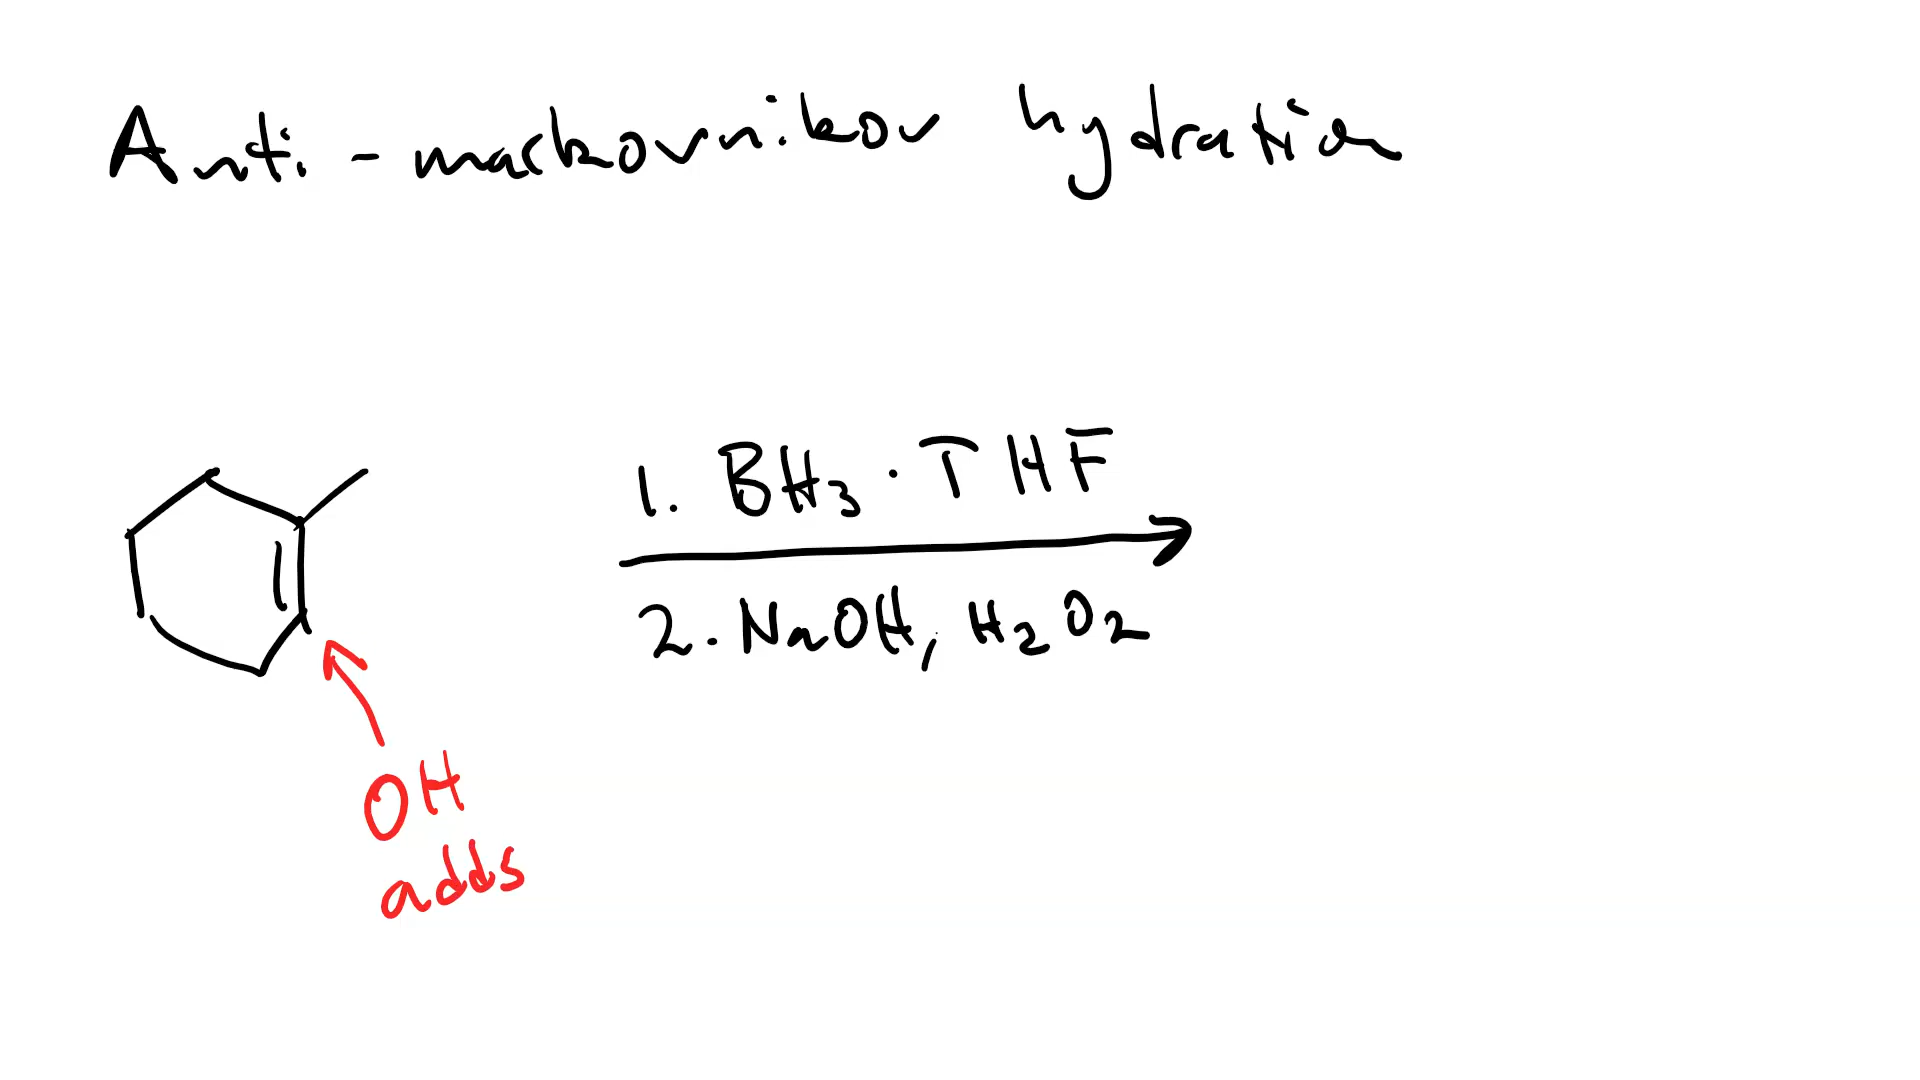 Anti-markovnikov hydration
1. BH₃·THF
2. NaOH, H₂O₂
OH
adds